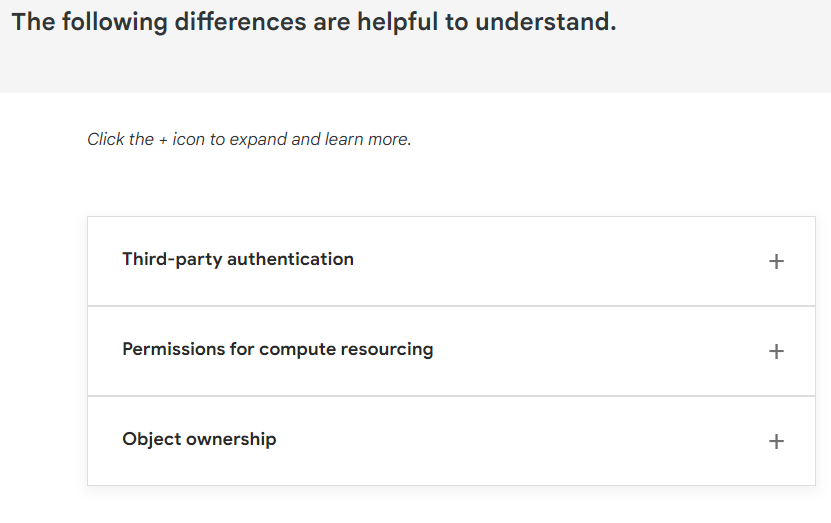 The following differences are helpful to understand.
Click the + icon to expand and learn more.
Third-party authentication
+
Permissions for compute resourcing
+
Object ownership
+